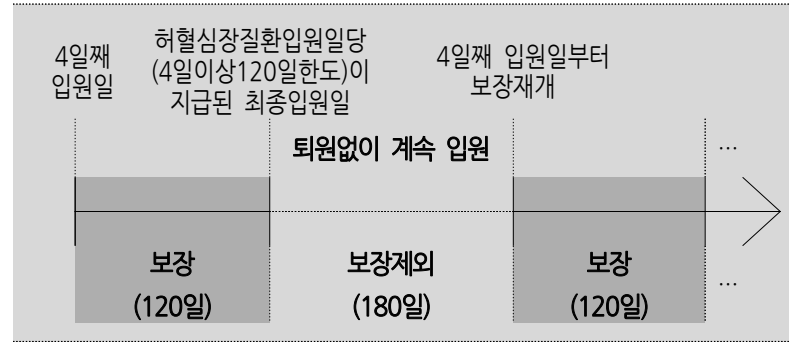 4일째
입원일
허혈심장질환입원일당
(4일이상120일한도)이
지급된 최종입원일
4일째 입원일부터
보장재개
퇴원없이 계속 입원
…
보장
(120일)
보장제외
(180일)
보장
(120일)
…